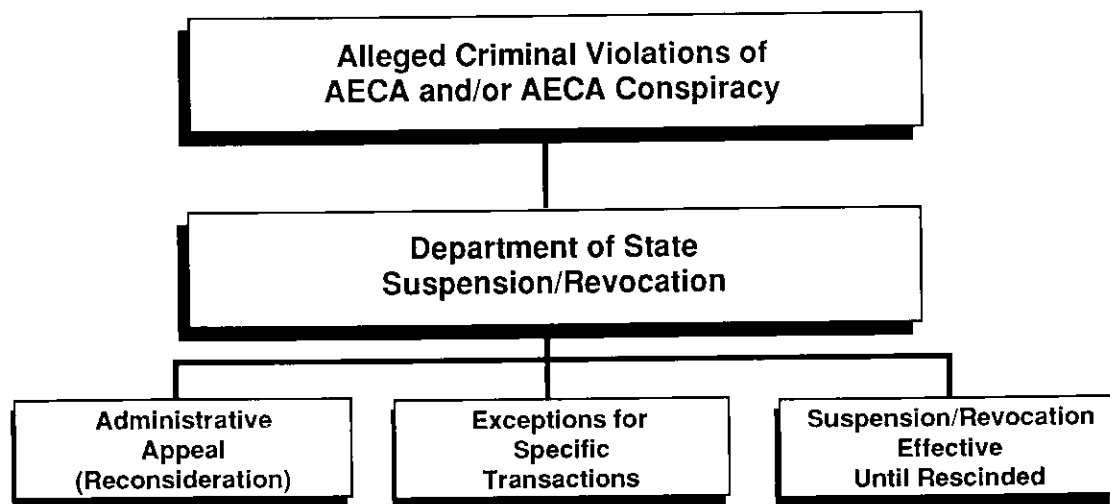 Alleged Criminal Violations of
AECA and/or AECA Conspiracy
Department of State
Suspension/Revocation
Administrative
Appeal
(Reconsideration)
Exceptions for
Specific
Transactions
Suspension/Revocation
Effective
Until Rescinded